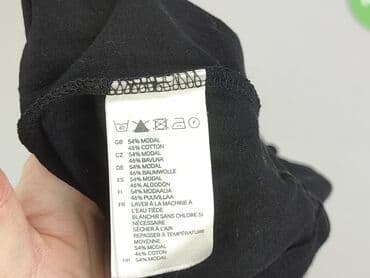 GB 54% MODAL
46% COTTON
CZ 54% MODAL
46% BAVLNA
DE 54% MODAL
46% BAUMWOLLE
ES 54% MODAL
46% ALGODÓN
FI 54% MODAALIA
46% PUUVILLAA
FR LAVER À LA MACHINE À
L'EAU TIÈDE
BLANCHIR SANS CHLORE SI
NÉCESSAIRE
SÉCHER À L'AIR
REPASSER À TEMPÉRATURE
MOYENNE
54% MODAL
46% COTON
HR 54% MODAL